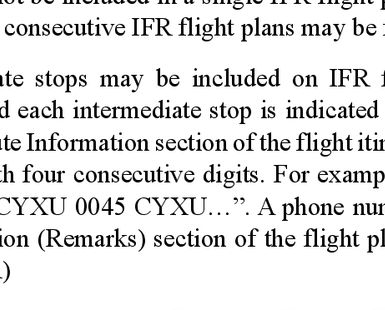 not be included in a single IFR flight p
consecutive IFR flight plans may be f
ate stops may be included on IFR f
d each intermediate stop is indicated
ute Information section of the flight itin
th four consecutive digits. For examp
CYXU 0045 CYXU…”. A phone num
ion (Remarks) section of the flight pl
)